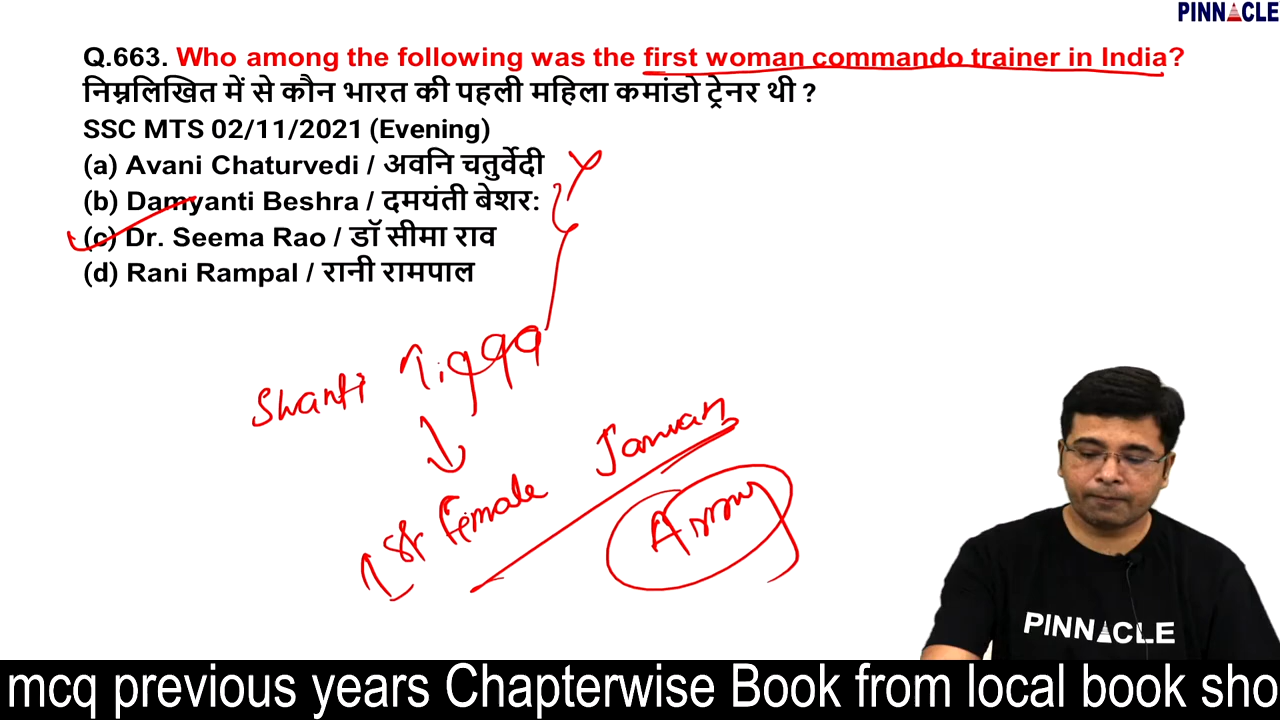 PINNACLE
Q.663. Who among the following was the first woman commando trainer in India?
निम्नलिखित में से कौन भारत की पहली महिला कमांडो ट्रेनर थी ?
SSC MTS 02/11/2021 (Evening)
(a) Avani Chaturvedi / अवनि चतुर्वेदी
(b) Damyanti Beshra / दमयंती बेशर:
(c) Dr. Seema Rao / डॉ सीमा राव
(d) Rani Rampal / रानी रामपाल
Shanti Tigga
1st Female Jawan
Army
PINNACLE
mcq previous years Chapterwise Book from local book sho